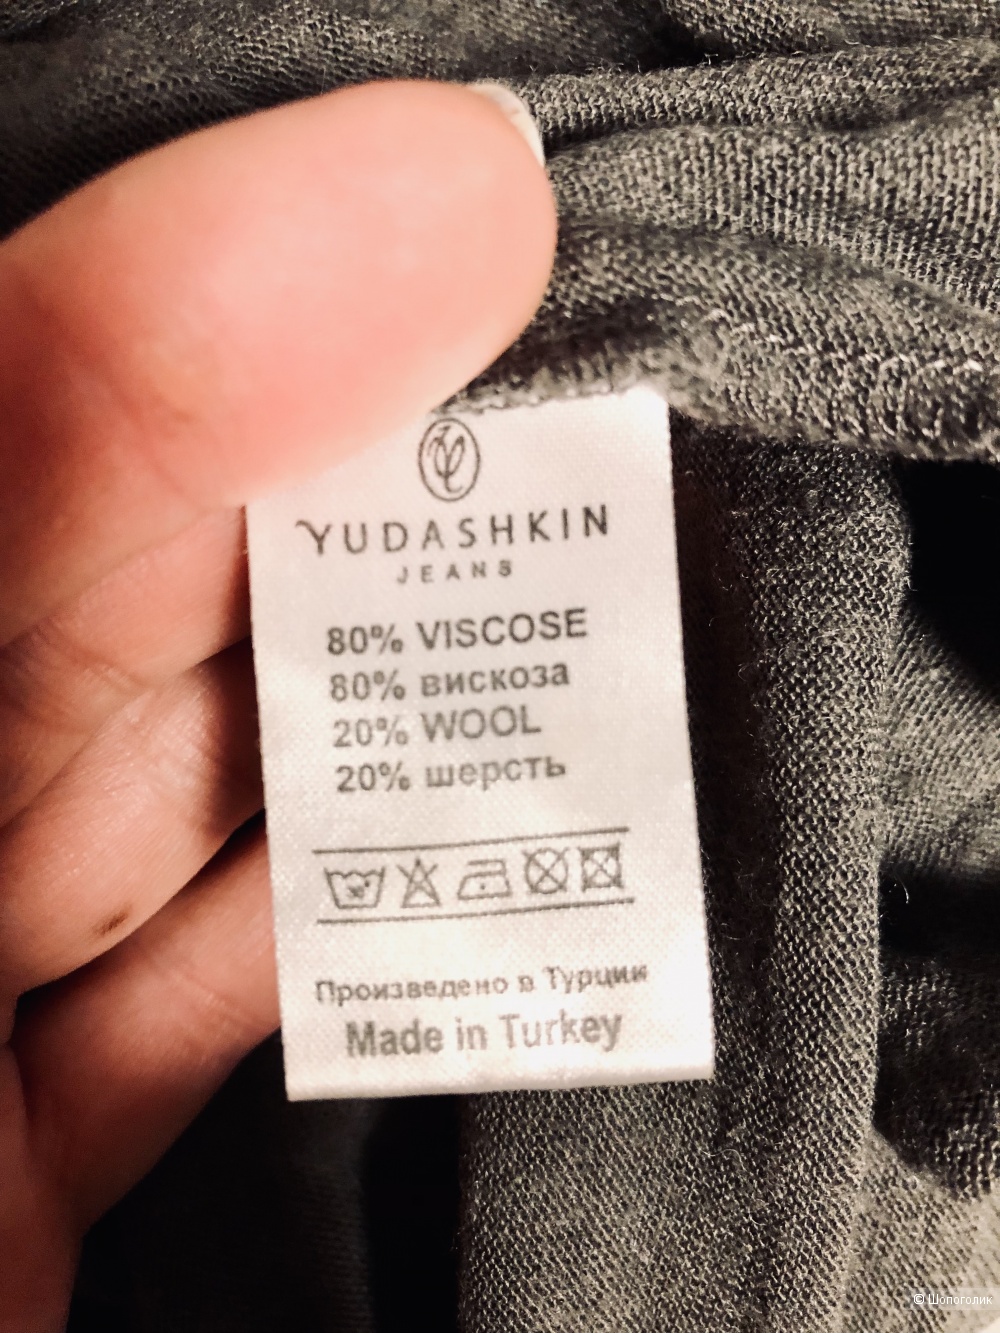 YUDASHKIN
JEANS
80% VISCOSE
80% вискоза
20% WOOL
20% шерсть
Произведено в Турции
Made in Turkey
© Шопоголик